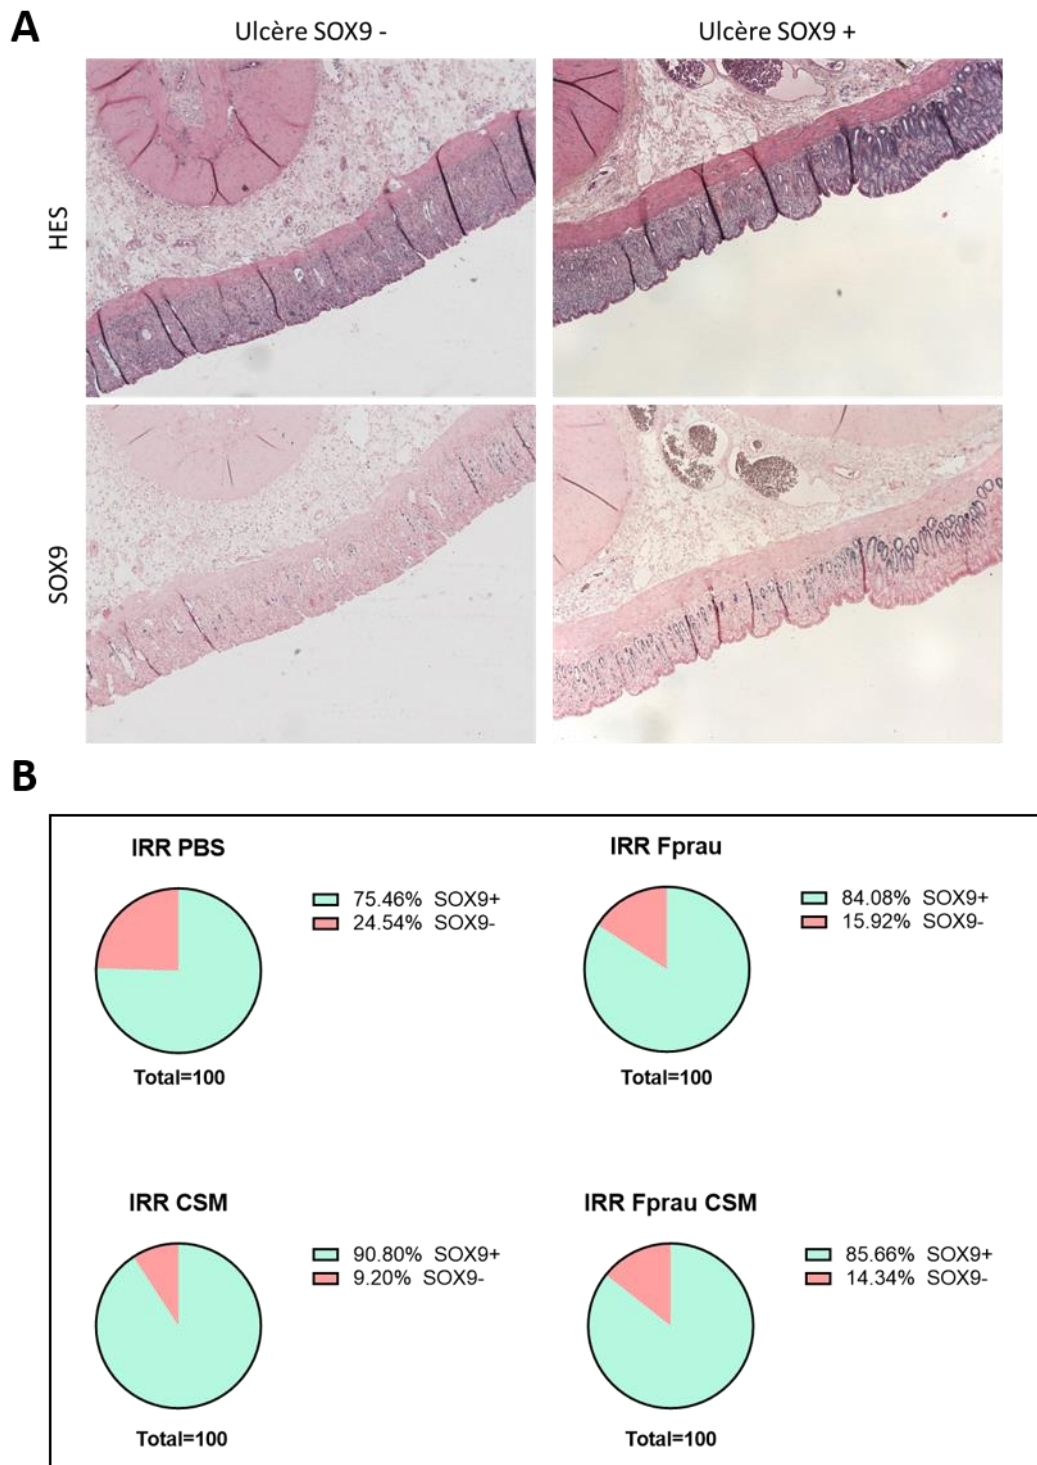 A
Ulcère SOX9 -
Ulcère SOX9 +
HES
SOX9
B
IRR PBS
75.46% SOX9+
24.54% SOX9-
Total=100
IRR Fprau
84.08% SOX9+
15.92% SOX9-
Total=100
IRR CSM
90.80% SOX9+
9.20% SOX9-
Total=100
IRR Fprau CSM
85.66% SOX9+
14.34% SOX9-
Total=100